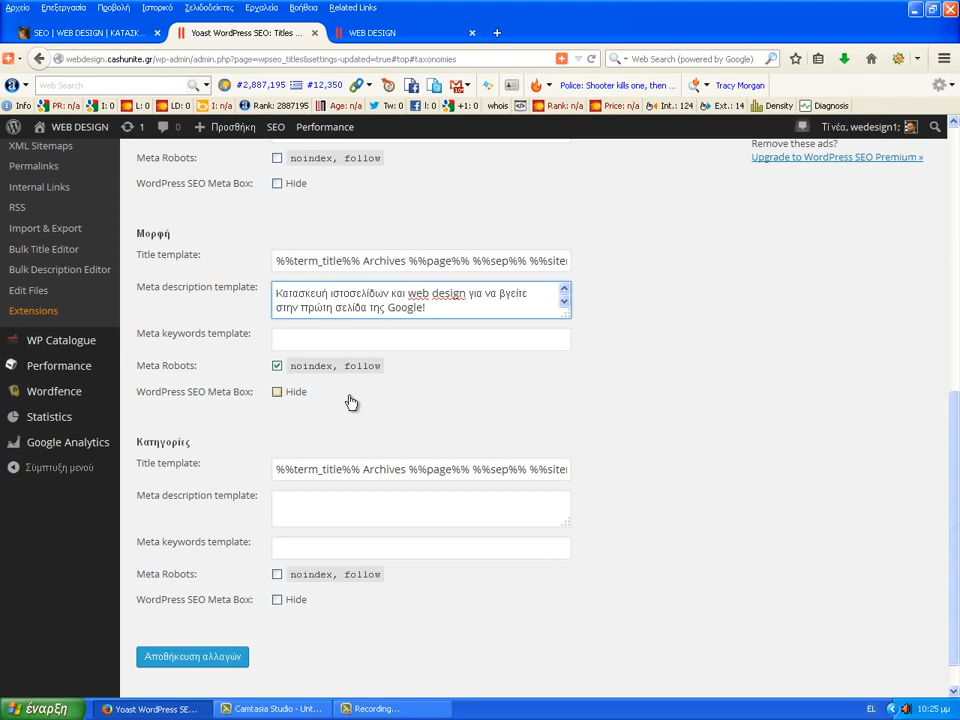 Αρχείο Επεξεργασία Προβολή Ιστορικό Σελιδοδείκτες Εργαλεία Βοήθεια Related Links
SEO | WEB DESIGN | ΚΑΤΑΣΚ... Yoast WordPress SEO: Titles ... WEB DESIGN
webdesign.cashunite.gr/wp-admin/admin.php?page=wpseo_titles&settings-updated=true#top#taxonomies Web Search (powered by Google)
Web Search #2,887,195 #12,350 Police: Shooter kills one, then ... Tracy Morgan
Info PR: n/a I: 0 L: 0 LD: 0 I: n/a Rank: 2887195 Age: n/a Tw: 0 l: 0 +1: 0 whois Rank: n/a Price: n/a Int.: 124 Ext.: 14 Density Diagnosis
WEB DESIGN 1 0 Προσθήκη SEO Performance Τί νέα, wedesign1;
XML Sitemaps
Permalinks
Internal Links
RSS
Import & Export
Bulk Title Editor
Bulk Description Editor
Edit Files
Extensions
WP Catalogue
Performance
Wordfence
Statistics
Google Analytics
Σύμπτυξη μενού
Remove these ads?
Upgrade to WordPress SEO Premium »
Meta Robots: noindex, follow
WordPress SEO Meta Box: Hide
Μορφή
Title template: %%term_title%% Archives %%page%% %%sep%% %%siter
Meta description template: Κατασκευή ιστοσελίδων και web design για να βγείτε
στην πρώτη σελίδα της Google!
Meta keywords template:
Meta Robots: noindex, follow
WordPress SEO Meta Box: Hide
Κατηγορίες
Title template: %%term_title%% Archives %%page%% %%sep%% %%siter
Meta description template:
Meta keywords template:
Meta Robots: noindex, follow
WordPress SEO Meta Box: Hide
Αποθήκευση αλλαγών
έναρξη Yoast WordPress SE... Camtasia Studio - Unt... Recording... EL 10:25 μμ